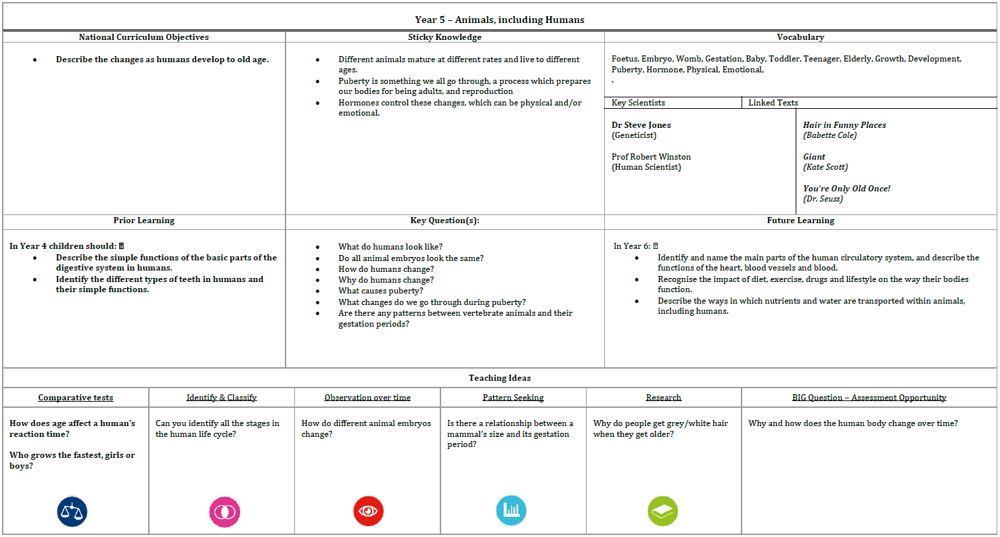 Year 5 – Animals, including Humans
National Curriculum Objectives
Sticky Knowledge
Vocabulary
• Describe the changes as humans develop to old age.
• Different animals mature at different rates and live to different
ages.
• Puberty is something we all go through, a process which prepares
our bodies for being adults, and reproduction
• Hormones control these changes, which can be physical and/or
emotional.
Foetus, Embryo, Womb, Gestation, Baby, Toddler, Teenager, Elderly, Growth, Development,
Puberty, Hormone, Physical, Emotional,
.
Key Scientists
Linked Texts
Dr Steve Jones
(Geneticist)
Prof Robert Winston
(Human Scientist)
Hair in Funny Places
(Babette Cole)
Giant
(Kate Scott)
You're Only Old Once!
(Dr. Seuss)
Prior Learning
Key Question(s):
Future Learning
In Year 4 children should:
• Describe the simple functions of the basic parts of the
digestive system in humans.
• Identify the different types of teeth in humans and
their simple functions.
• What do humans look like?
• Do all animal embryos look the same?
• How do humans change?
• Why do humans change?
• What causes puberty?
• What changes do we go through during puberty?
• Are there any patterns between vertebrate animals and their
gestation periods?
In Year 6:
• Identify and name the main parts of the human circulatory system, and describe the
functions of the heart, blood vessels and blood.
• Recognise the impact of diet, exercise, drugs and lifestyle on the way their bodies
function.
• Describe the ways in which nutrients and water are transported within animals,
including humans.
Teaching Ideas
Comparative tests
Identify & Classify
Observation over time
Pattern Seeking
Research
BIG Question – Assessment Opportunity
How does age affect a human's
reaction time?
Who grows the fastest, girls or
boys?
Can you identify all the stages in
the human life cycle?
How do different animal embryos
change?
Is there a relationship between a
mammal's size and its gestation
period?
Why do people get grey/white hair
when they get older?
Why and how does the human body change over time?